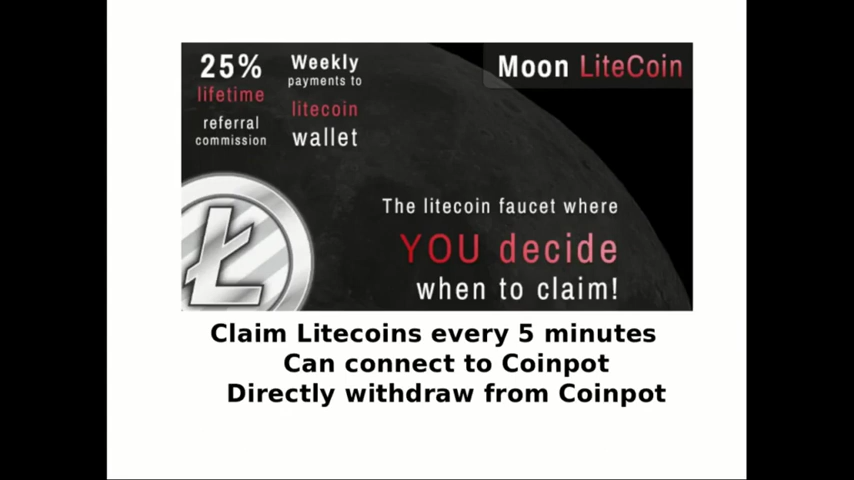 25%
lifetime
referral
commission
Weekly
payments to
litecoin
wallet
Moon LiteCoin
The litecoin faucet where
YOU decide
when to claim!
Claim Litecoins every 5 minutes
Can connect to Coinpot
Directly withdraw from Coinpot